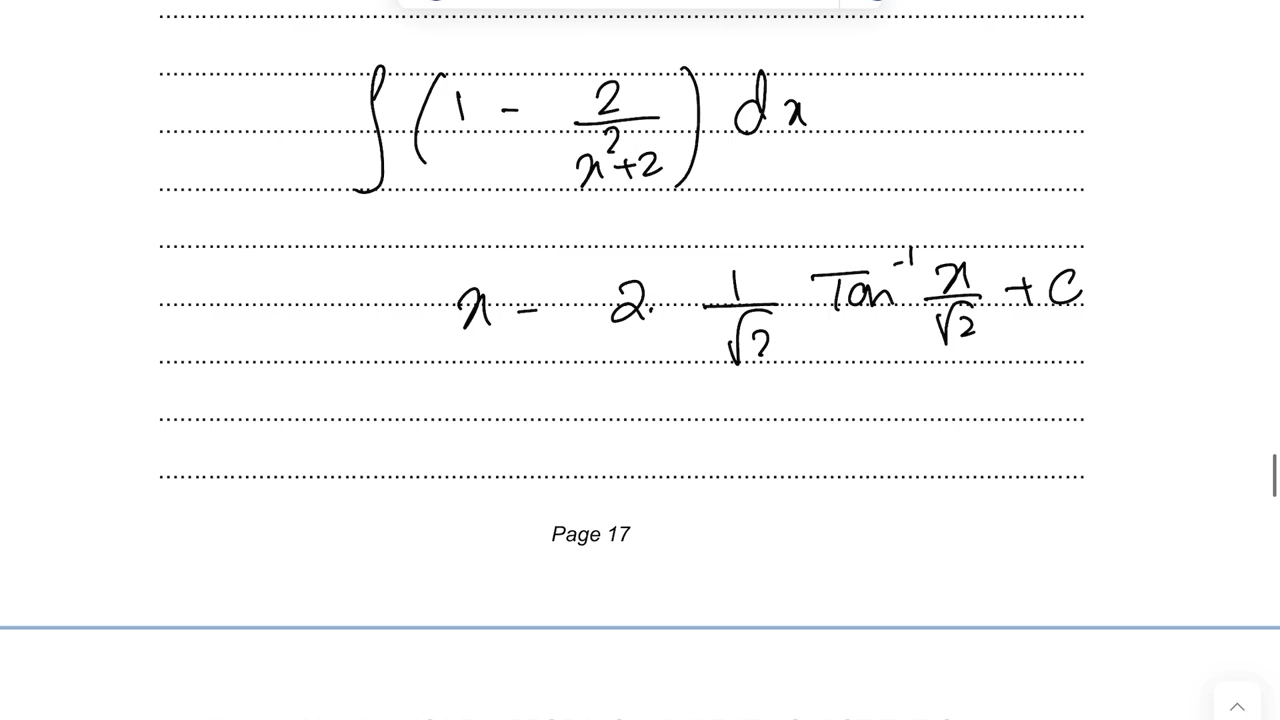 ∫ (1 - 2/(x²+2)) dx
x - 2. 1/√2 Tan⁻¹ x/√2 + C
Page 17